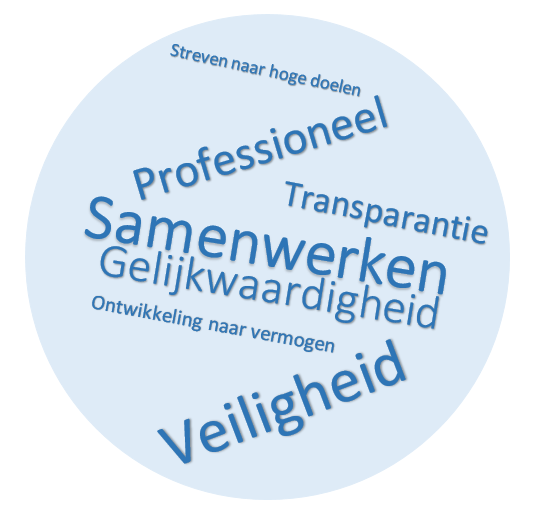 Streven naar hoge doelen
Professioneel
Transparantie
Samenwerken
Gelijkwaardigheid
Ontwikkeling naar vermogen
Veiligheid